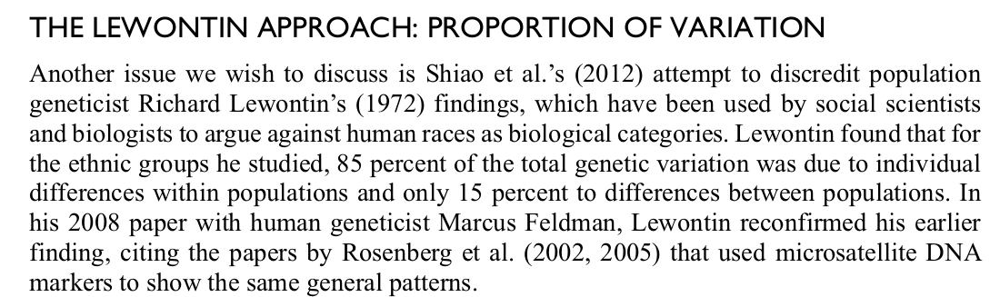 THE LEWONTIN APPROACH: PROPORTION OF VARIATION
Another issue we wish to discuss is Shiao et al.’s (2012) attempt to discredit population
geneticist Richard Lewontin’s (1972) findings, which have been used by social scientists
and biologists to argue against human races as biological categories. Lewontin found that for
the ethnic groups he studied, 85 percent of the total genetic variation was due to individual
differences within populations and only 15 percent to differences between populations. In
his 2008 paper with human geneticist Marcus Feldman, Lewontin reconfirmed his earlier
finding, citing the papers by Rosenberg et al. (2002, 2005) that used microsatellite DNA
markers to show the same general patterns.